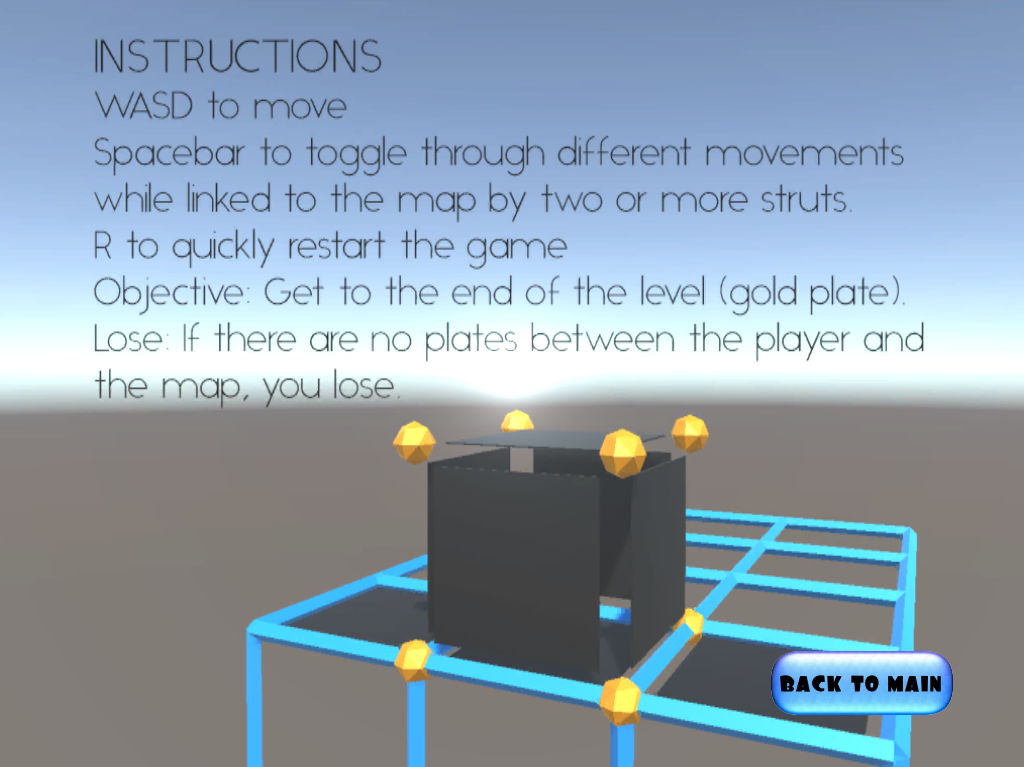 INSTRUCTIONS
WASD to move
Spacebar to toggle through different movements
while linked to the map by two or more struts.
R to quickly restart the game
Objective: Get to the end of the level (gold plate).
Lose: If there are no plates between the player and
the map, you lose.
BACK TO MAIN